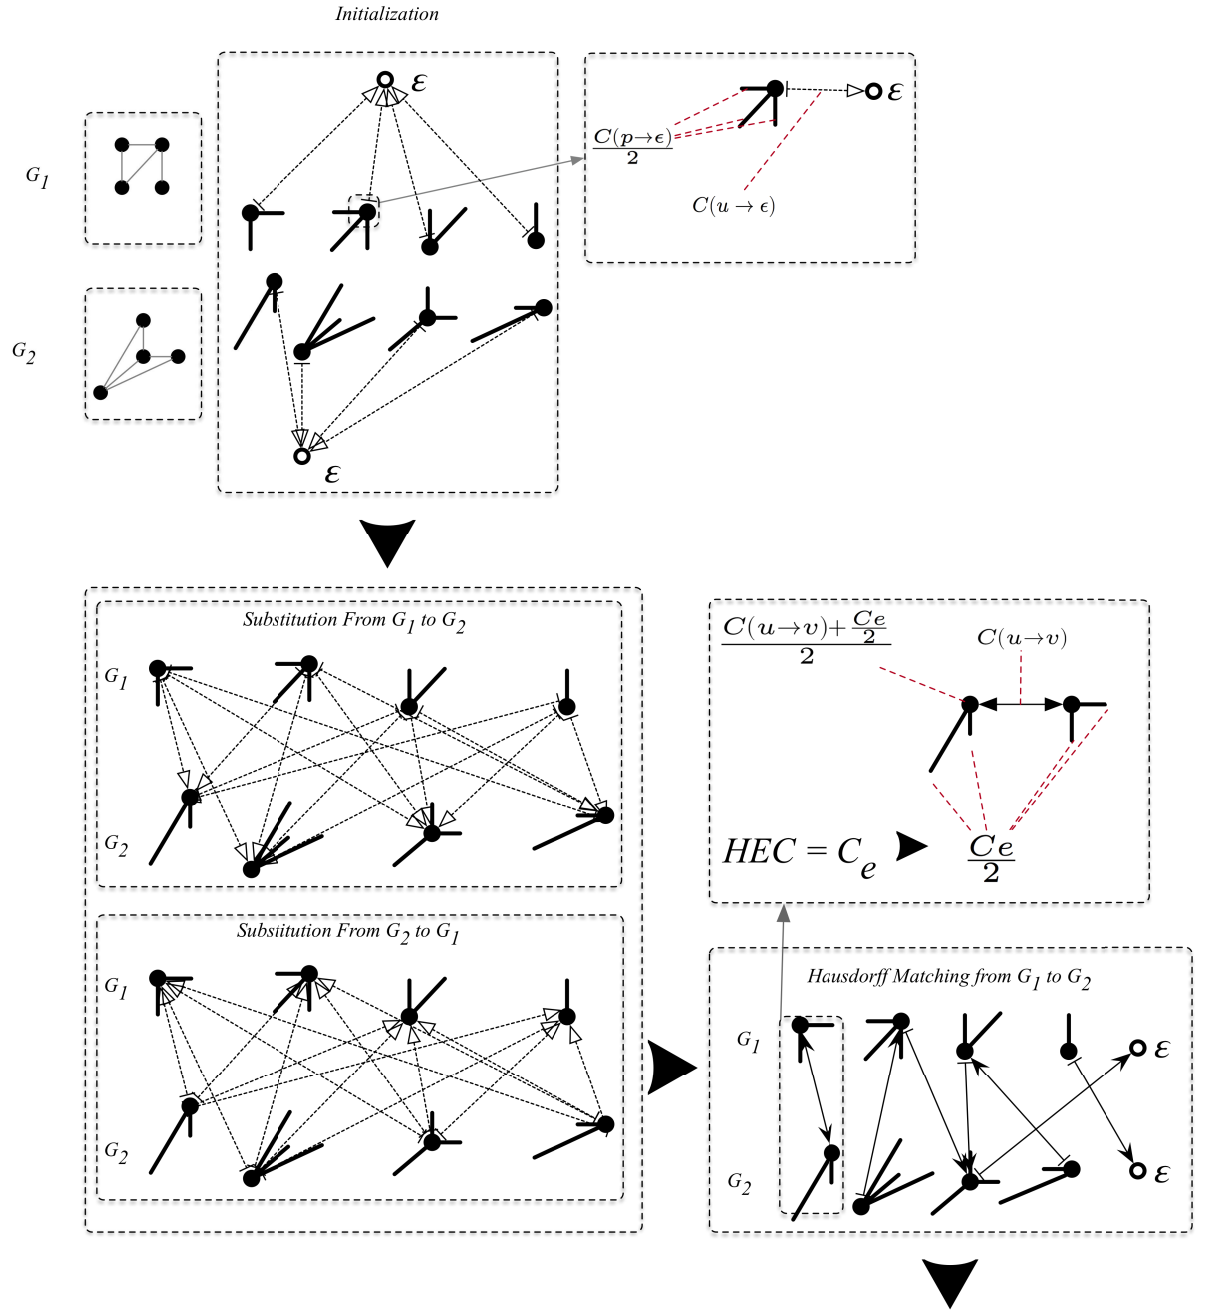 Initialization
ε
C(p→ϵ)
2
ε
G1
C(u → ϵ)
G2
ε
Substitution From G1 to G2
G1
G2
Substitution From G2 to G1
G1
G2
C(u→v)+ Ce/2
2
C(u→v)
HEC = Ce
Ce
2
Hausdorff Matching from G1 to G2
G1
ε
G2
ε